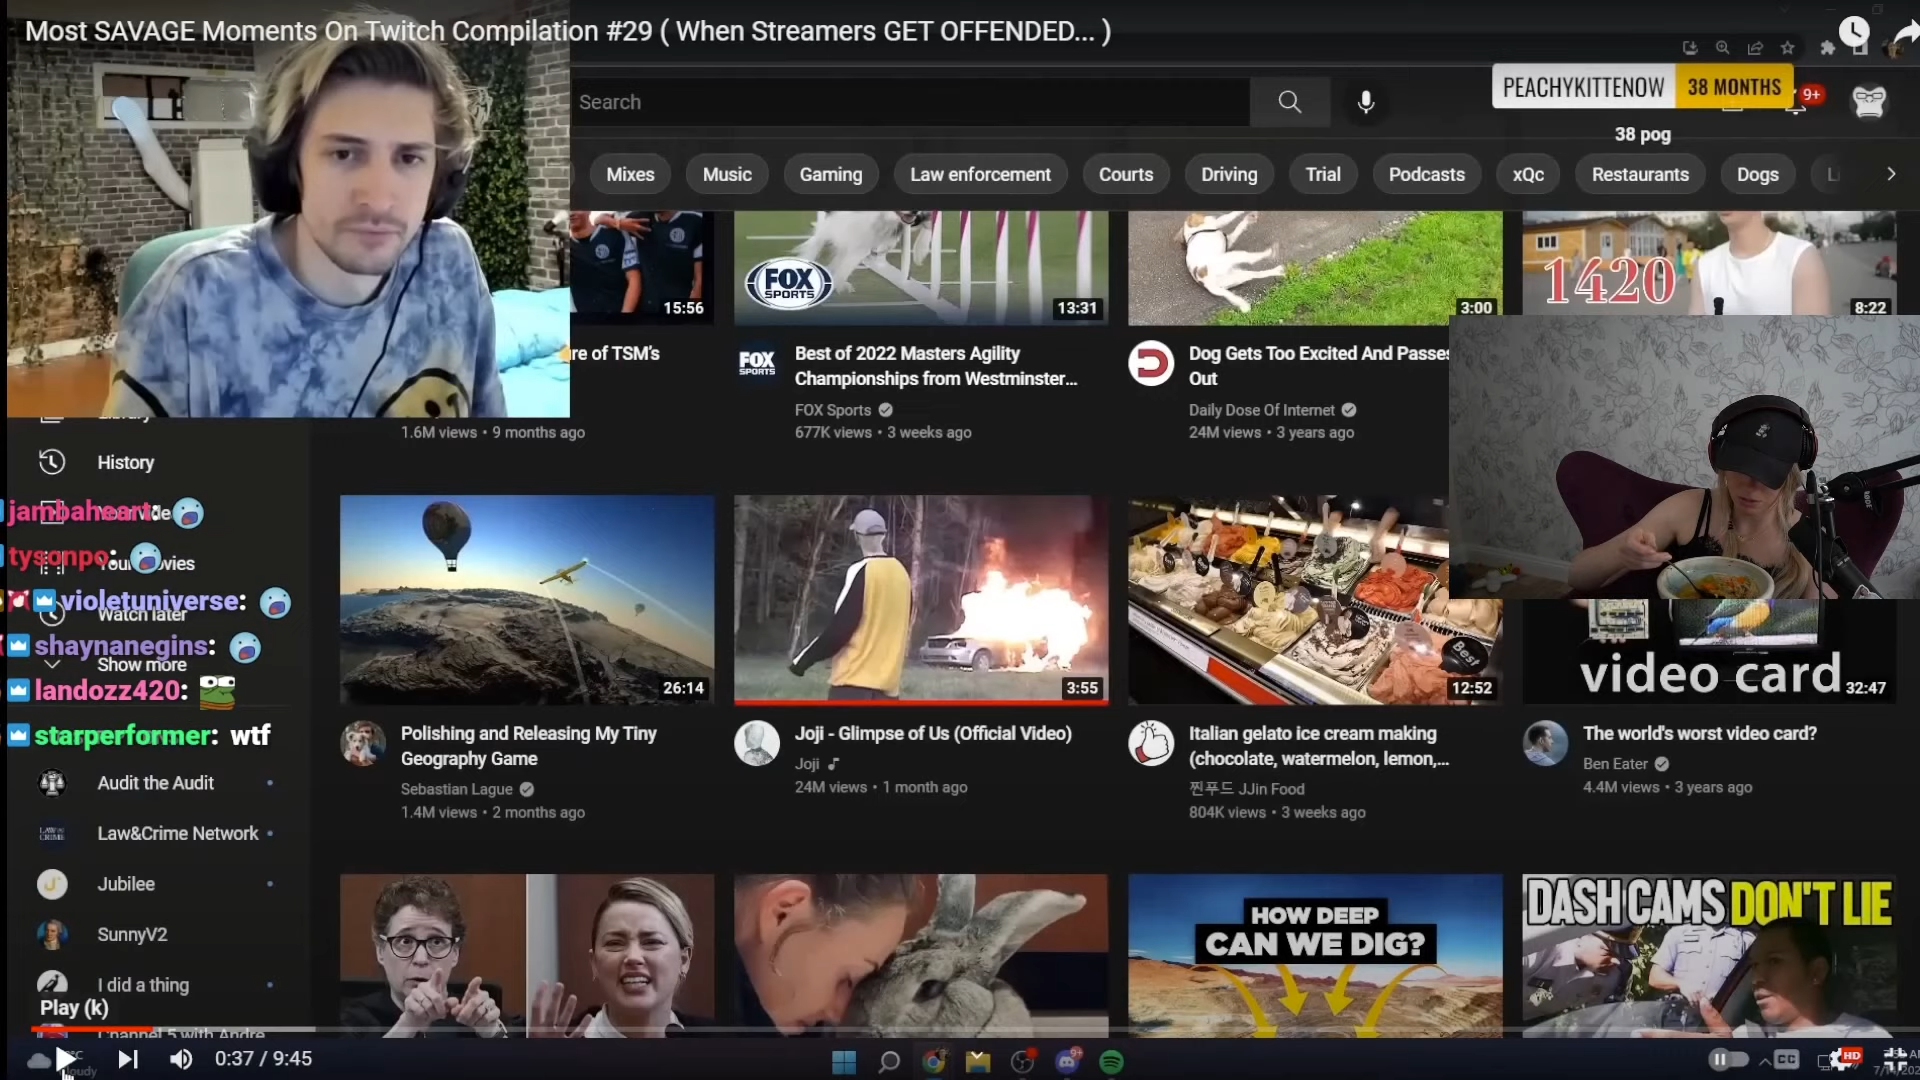 Most SAVAGE Moments On Twitch Compilation #29 ( When Streamers GET OFFENDED... )
Search
PEACHYKITTENOW 38 MONTHS
9+
38 pog
Mixes
Music
Gaming
Law enforcement
Courts
Driving
Trial
Podcasts
xQc
Restaurants
Dogs
15:56
FOX SPORTS
13:31
3:00
1420
8:22
re of TSM's
1.6M views • 9 months ago
FOX SPORTS
Best of 2022 Masters Agility
Championships from Westminster...
FOX Sports
677K views • 3 weeks ago
Dog Gets Too Excited And Passes
Out
Daily Dose Of Internet
24M views • 3 years ago
Library
History
jambaheart:
tysonpo:
violetuniverse:
Watch later
shaynanegins:
Show more
landozz420:
starperformer: wtf
Audit the Audit
Law&Crime Network
Jubilee
SunnyV2
I did a thing
Channel 5 with Andre
26:14
3:55
Best
12:52
video card
32:47
Polishing and Releasing My Tiny
Geography Game
Sebastian Lague
1.4M views • 2 months ago
Joji - Glimpse of Us (Official Video)
Joji
24M views • 1 month ago
Italian gelato ice cream making
(chocolate, watermelon, lemon,...
찐푸드 JJin Food
804K views • 3 weeks ago
The world's worst video card?
Ben Eater
4.4M views • 3 years ago
HOW DEEP
CAN WE DIG?
DASH CAMS DON'T LIE
Play (k)
0:37 / 9:45
CC
HD